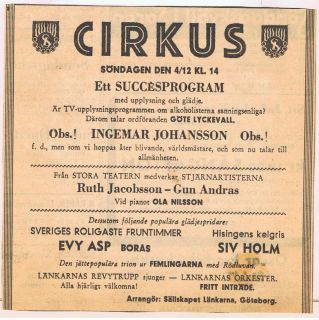 CIRKUS
SÖNDAGEN DEN 4/12 KL. 14
Ett SUCCÉSPROGRAM
med upplysning och glädje.
Är TV-upplysningsprogrammen om alkoholisterna sanningsenliga?
Därom talar ordföranden GÖTE LYCKEVALL.
Obs.! INGEMAR JOHANSSON Obs.!
f. d., men som vi hoppas åter blivande, världsmästare, och som nu talar till
allmänheten.
Från STORA TEATERN medverkar STJÄRNARTISTERNA
Ruth Jacobsson — Gun Andras
Vid pianot OLA NILSSON
Dessutom följande populära glädjespridare:
SVERIGES ROLIGASTE FRUNTIMMER Hisingens kelgris
EVY ASP BORÅS SIV HOLM
Den jättepopulära trion ur FEMLINGARNA med Rödluvan.
LÄNKARNAS REVYTRUPP sjunger — LÄNKARNAS ORKESTER.
Alla hjärtligt välkomna! FRITT INTRÄDE.
Arrangör: Sällskapet Länkarna, Göteborg.